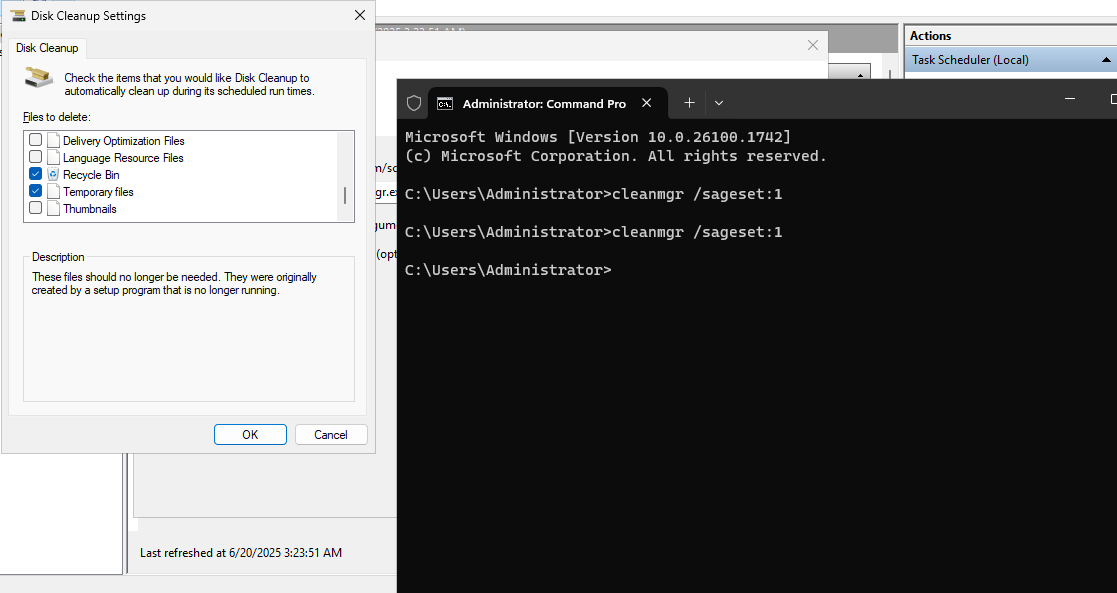 Disk Cleanup Settings
Disk Cleanup
Check the items that you would like Disk Cleanup to
automatically clean up during its scheduled run times.
Files to delete:
Delivery Optimization Files
Language Resource Files
Recycle Bin
Temporary files
Thumbnails
Description
These files should no longer be needed. They were originally
created by a setup program that is no longer running.
OK
Cancel
Last refreshed at 6/20/2025 3:23:51 AM
Actions
Task Scheduler (Local)
Administrator: Command Pro
Microsoft Windows [Version 10.0.26100.1742]
(c) Microsoft Corporation. All rights reserved.
C:\Users\Administrator>cleanmgr /sageset:1
C:\Users\Administrator>cleanmgr /sageset:1
C:\Users\Administrator>